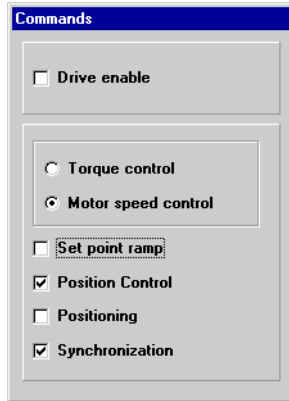 Commands
Drive enable
Torque control
Motor speed control
Set point ramp
Position Control
Positioning
Synchronization